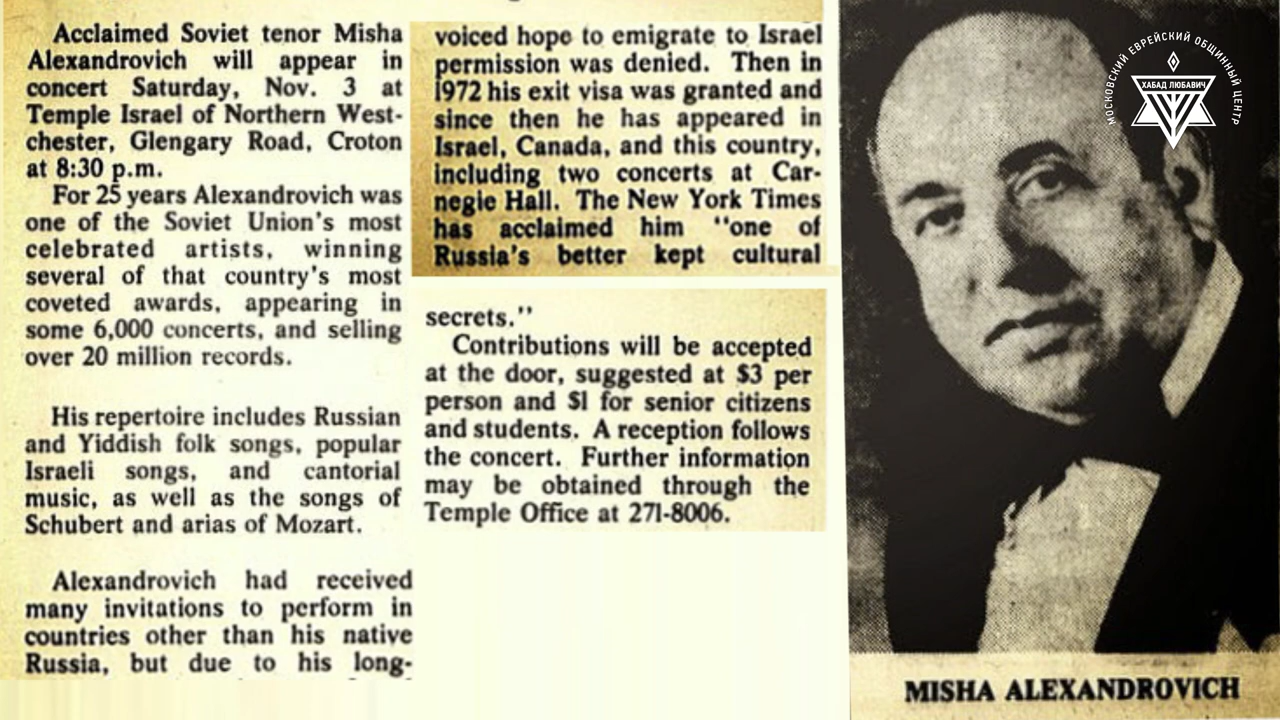 Acclaimed Soviet tenor Misha
Alexandrovich will appear in
concert Saturday, Nov. 3 at
Temple Israel of Northern West-
chester, Glengary Road, Croton
at 8:30 p.m.
For 25 years Alexandrovich was
one of the Soviet Union's most
celebrated artists, winning
several of that country's most
coveted awards, appearing in
some 6,000 concerts, and selling
over 20 million records.
His repertoire includes Russian
and Yiddish folk songs, popular
Israeli songs, and cantorial
music, as well as the songs of
Schubert and arias of Mozart.
Alexandrovich had received
many invitations to perform in
countries other than his native
Russia, but due to his long-
voiced hope to emigrate to Israel
permission was denied. Then in
1972 his exit visa was granted and
since then he has appeared in
Israel, Canada, and this country,
including two concerts at Car-
negie Hall. The New York Times
has acclaimed him "one of
Russia's better kept cultural
secrets."
Contributions will be accepted
at the door, suggested at $3 per
person and $1 for senior citizens
and students. A reception follows
the concert. Further information
may be obtained through the
Temple Office at 271-8006.
МОСКОВСКИЙ ЕВРЕЙСКИЙ ОБЩИННЫЙ ЦЕНТР
ХАБАД ЛЮБАВИЧ
MISHA ALEXANDROVICH